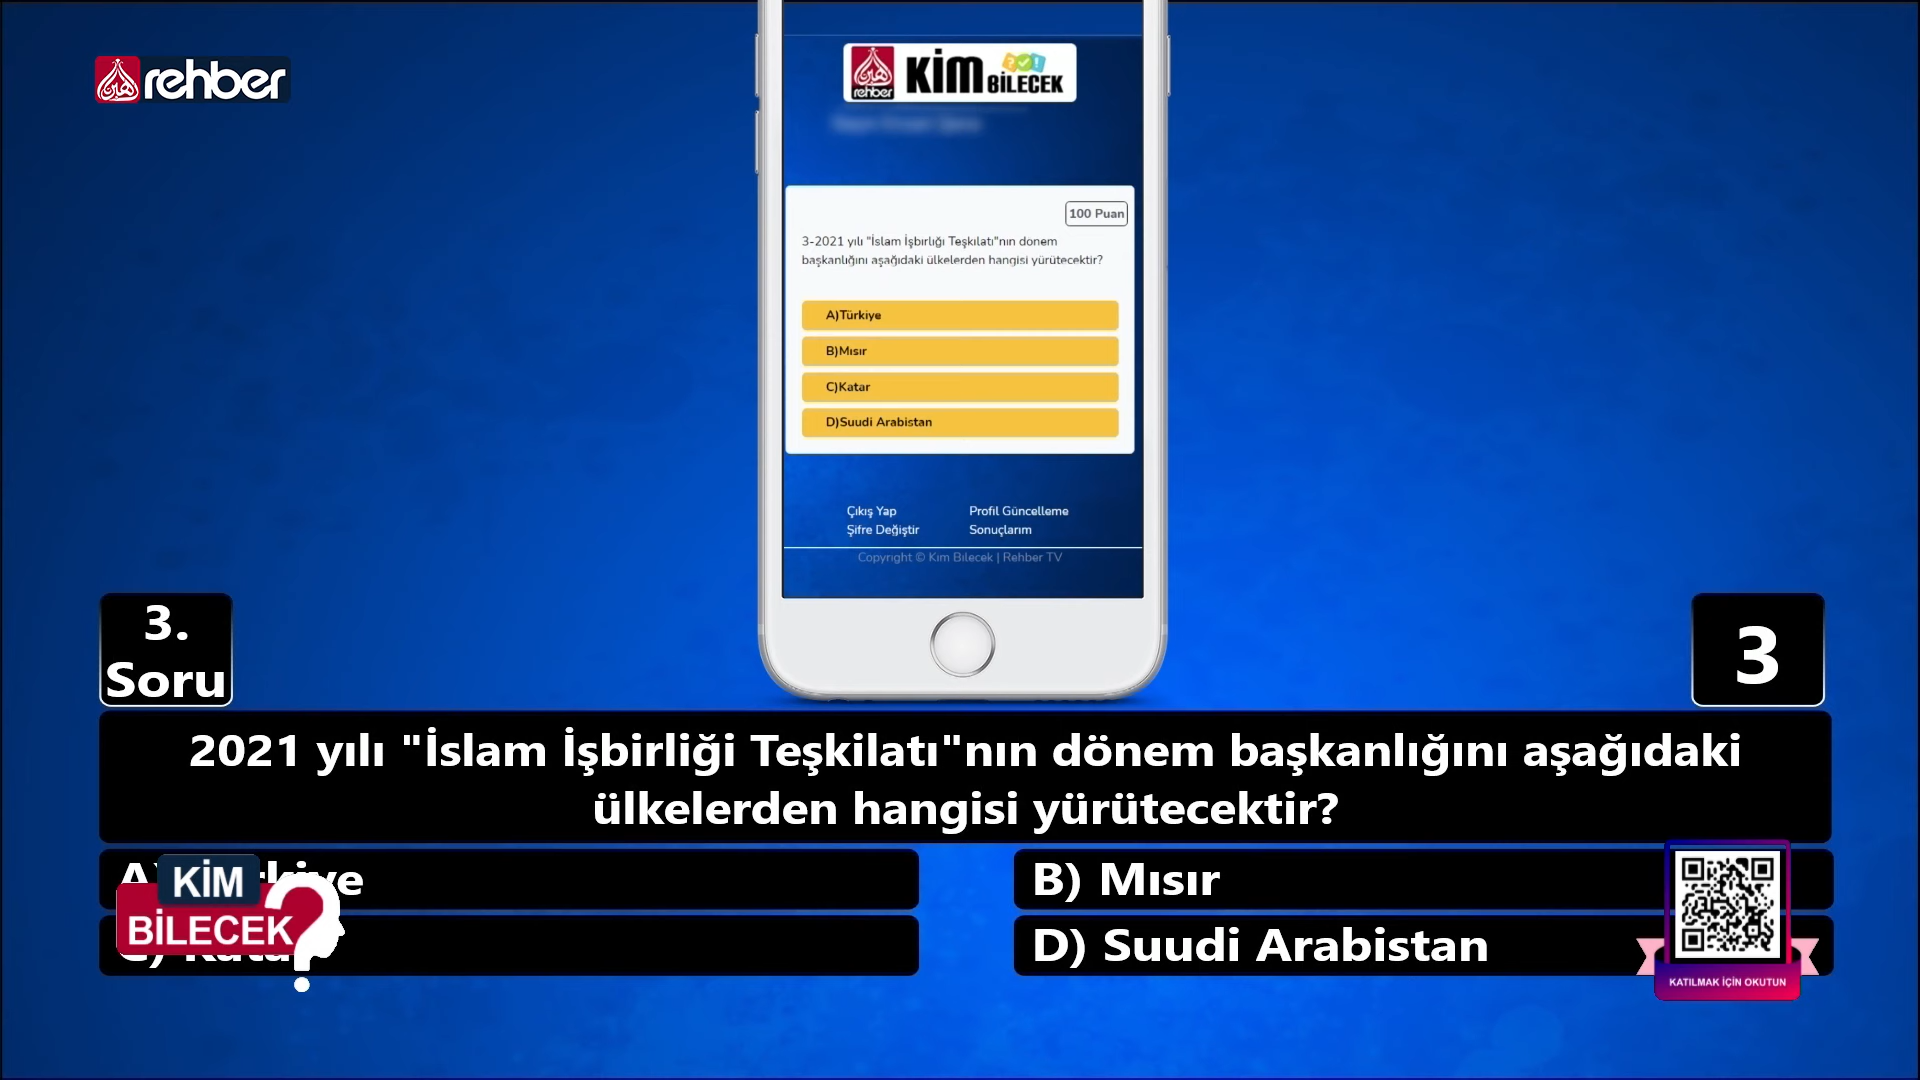 rehber
rehber
KİM
BİLECEK
100 Puan
3-2021 yılı "İslam İşbirliği Teşkilatı"nın dönem
başkanlığını aşağıdaki ülkelerden hangisi yürütecektir?
A)Türkiye
B)Mısır
C)Katar
D)Suudi Arabistan
Çıkış Yap
Profil Güncelleme
Şifre Değiştir
Sonuçlarım
Copyright © Kim Bilecek | Rehber TV
3.
Soru
3
2021 yılı "İslam İşbirliği Teşkilatı"nın dönem başkanlığını aşağıdaki
ülkelerden hangisi yürütecektir?
B) Mısır
D) Suudi Arabistan
KİM
BİLECEK?
KATILMAK İÇİN OKUTUN